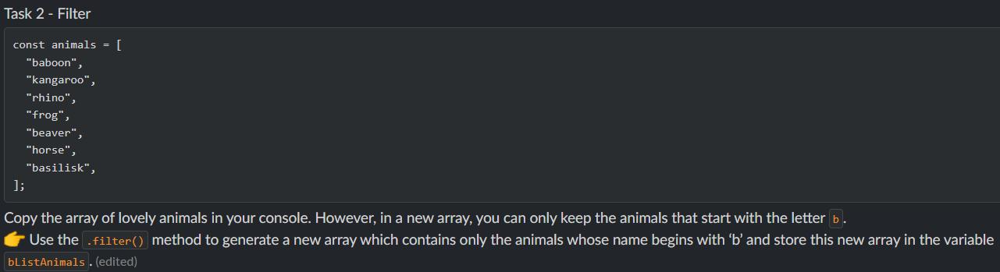 Task 2 - Filter
const animals = [
  "baboon",
  "kangaroo",
  "rhino",
  "frog",
  "beaver",
  "horse",
  "basilisk",
];
Copy the array of lovely animals in your console. However, in a new array, you can only keep the animals that start with the letter b.
👉 Use the .filter() method to generate a new array which contains only the animals whose name begins with ‘b’ and store this new array in the variable
bListAnimals. (edited)